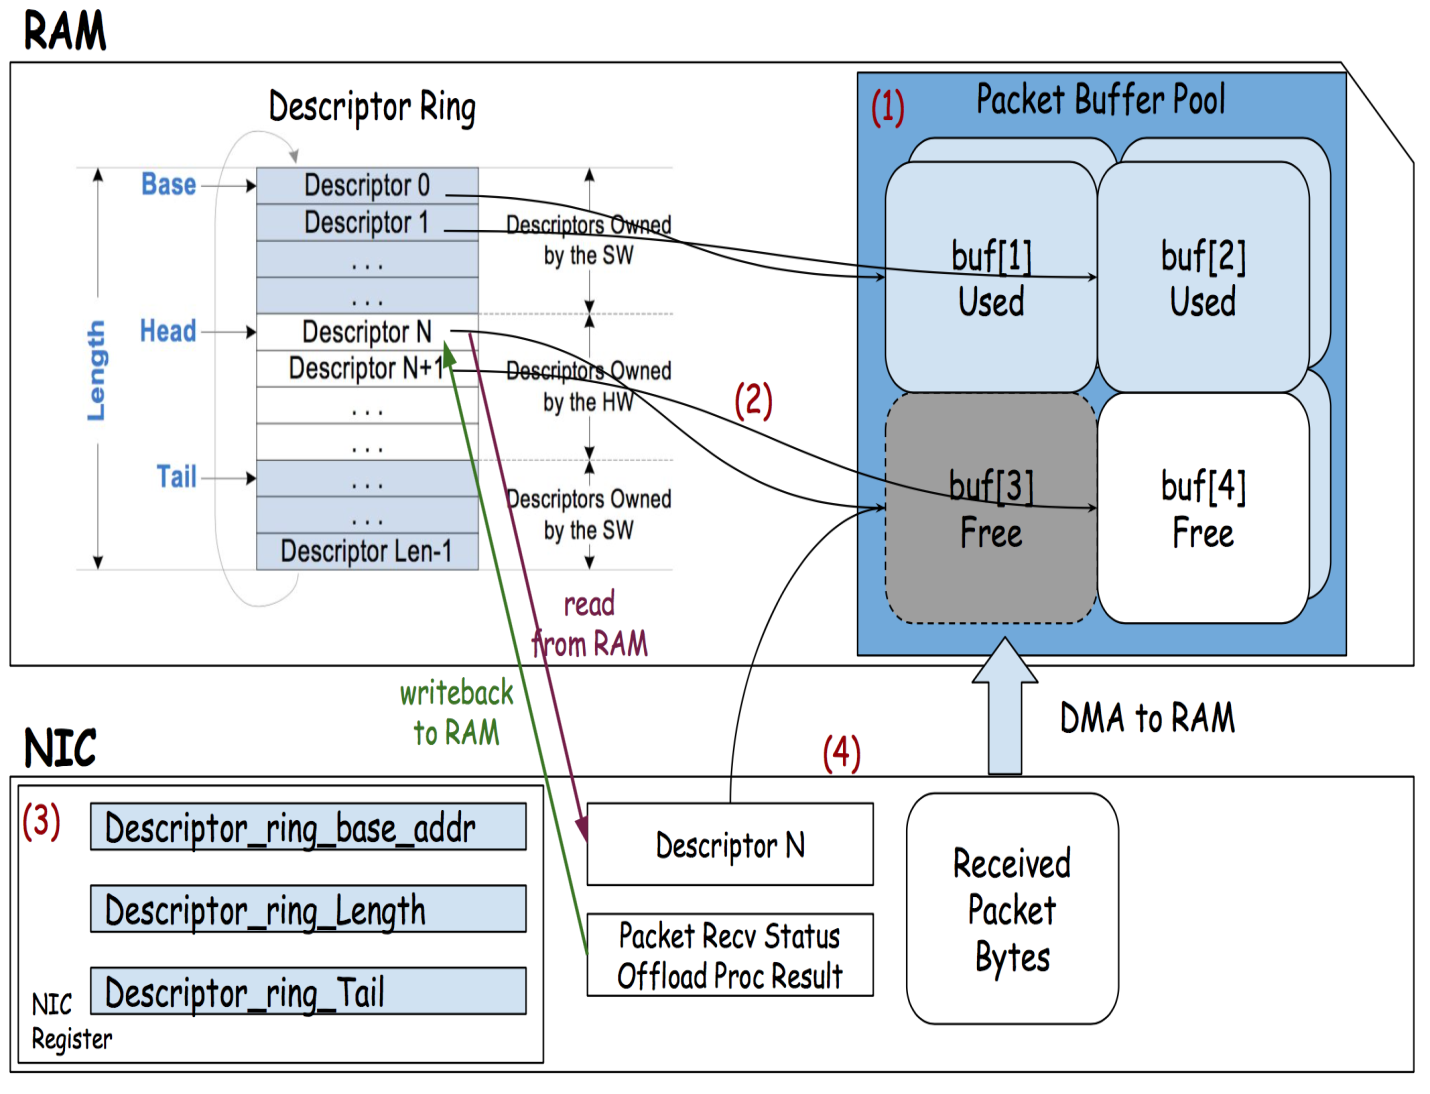 RAM
Descriptor Ring
(1)
Packet Buffer Pool
Base
Descriptor 0
Descriptor 1
. . .
. . .
Descriptors Owned
by the SW
buf[1]
Used
buf[2]
Used
Length
Head
Descriptor N
Descriptor N+1
. . .
. . .
Descriptors Owned
by the HW
(2)
Tail
. . .
. . .
Descriptor Len-1
Descriptors Owned
by the SW
buf[3]
Free
buf[4]
Free
read
from RAM
writeback
to RAM
DMA to RAM
NIC
(4)
(3)
Descriptor_ring_base_addr
Descriptor_ring_Length
Descriptor_ring_Tail
NIC
Register
Descriptor N
Packet Recv Status
Offload Proc Result
Received
Packet
Bytes